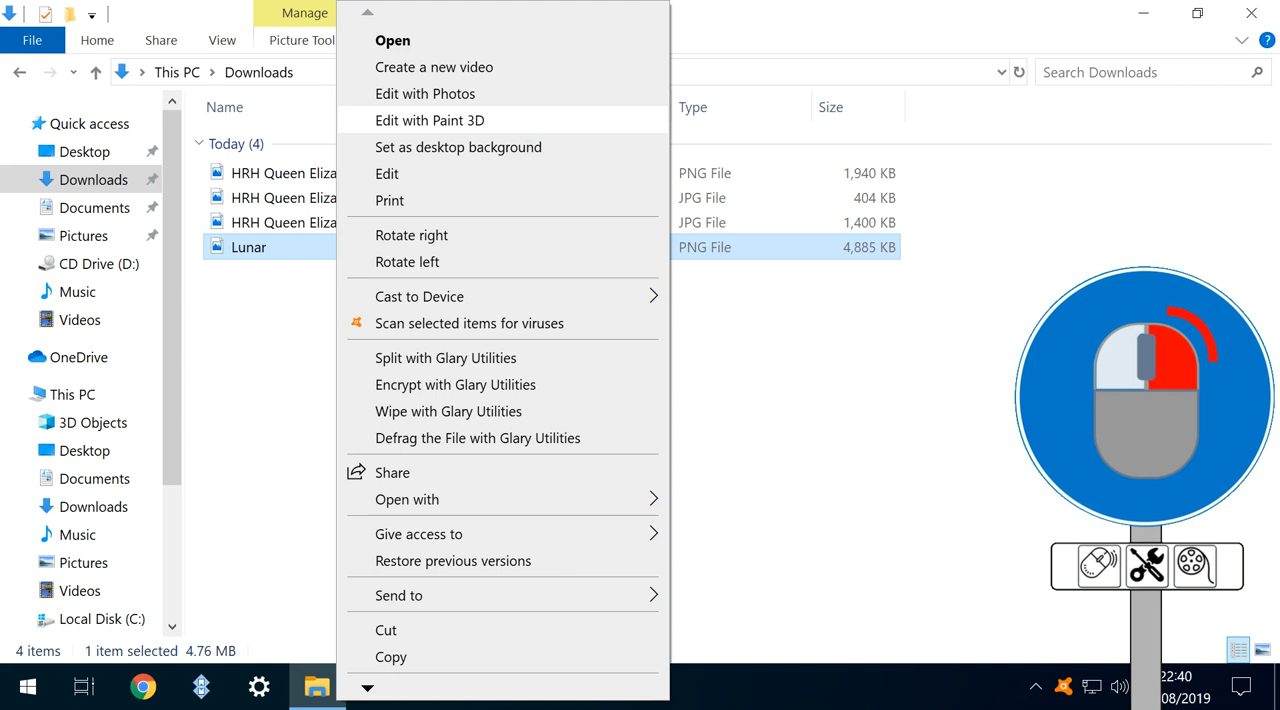 Manage
File
Home
Share
View
Picture Tool
This PC
Downloads
Search Downloads
Quick access
Desktop
Downloads
Documents
Pictures
CD Drive (D:)
Music
Videos
OneDrive
This PC
3D Objects
Desktop
Documents
Downloads
Music
Pictures
Videos
Local Disk (C:)
Name
Type
Size
Today (4)
HRH Queen Eliza
PNG File
1,940 KB
HRH Queen Eliza
JPG File
404 KB
HRH Queen Eliza
JPG File
1,400 KB
Lunar
PNG File
4,885 KB
Open
Create a new video
Edit with Photos
Edit with Paint 3D
Set as desktop background
Edit
Print
Rotate right
Rotate left
Cast to Device
Scan selected items for viruses
Split with Glary Utilities
Encrypt with Glary Utilities
Wipe with Glary Utilities
Defrag the File with Glary Utilities
Share
Open with
Give access to
Restore previous versions
Send to
Cut
Copy
4 items
1 item selected
4.76 MB
22:40
08/2019